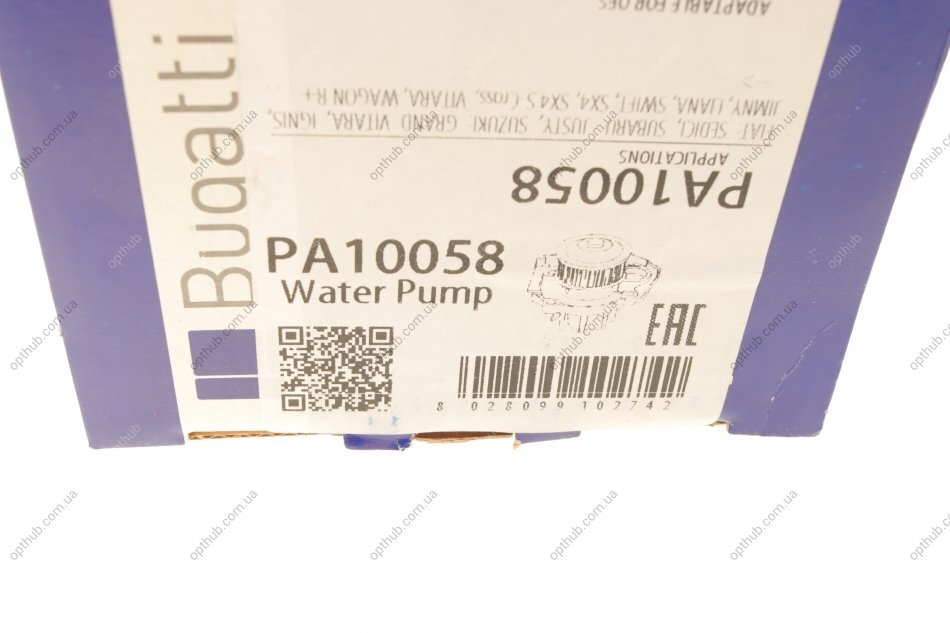 Bugatti
ADAPTABLE FOR OES
PA10058
APPLICATIONS
FIAT: SEDICI, SUBARU: JUSTY, SUZUKI: GRAND VITARA, IGNIS,
JIMNY, LIANA, SWIFT, SX4, SX4 S Cross, VITARA, WAGON R+
PA10058
Water Pump
EAC
8 028099 102742
opthub.com.ua